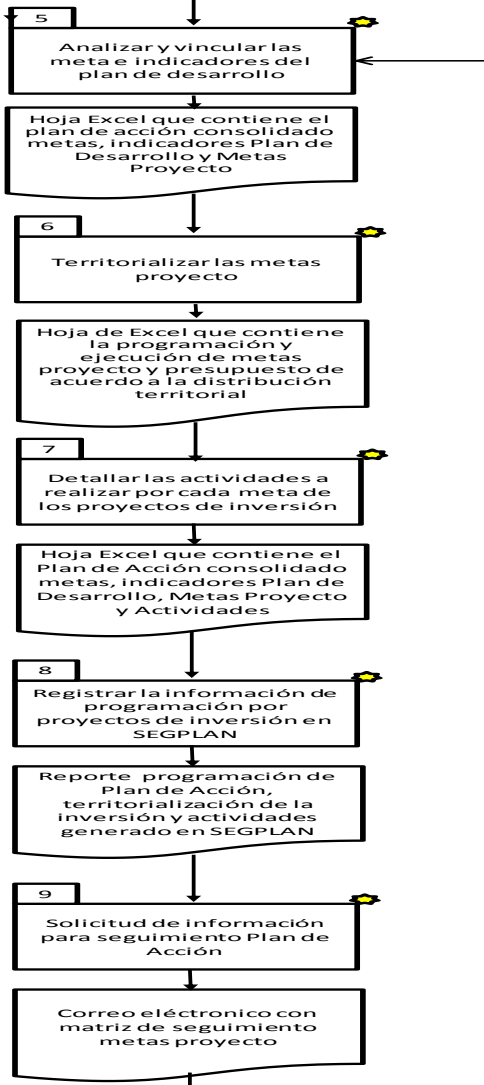 5
Analizar y vincular las
meta e indicadores del
plan de desarrollo
Hoja Excel que contiene el
plan de acción consolidado
metas, indicadores Plan de
Desarrollo y Metas
Proyecto
6
Territorializar las metas
proyecto
Hoja de Excel que contiene
la programación y
ejecución de metas
proyecto y presupuesto de
acuerdo a la distribución
territorial
7
Detallar las actividades a
realizar por cada meta de
los proyectos de inversión
Hoja Excel que contiene el
Plan de Acción consolidado
metas, indicadores Plan de
Desarrollo, Metas Proyecto
y Actividades
8
Registrar la información de
programación por
proyectos de inversión en
SEGPLAN
Reporte programación de
Plan de Acción,
territorialización de la
inversión y actividades
generado en SEGPLAN
9
Solicitud de información
para seguimiento Plan de
Acción
Correo eléctronico con
matriz de seguimiento
metas proyecto